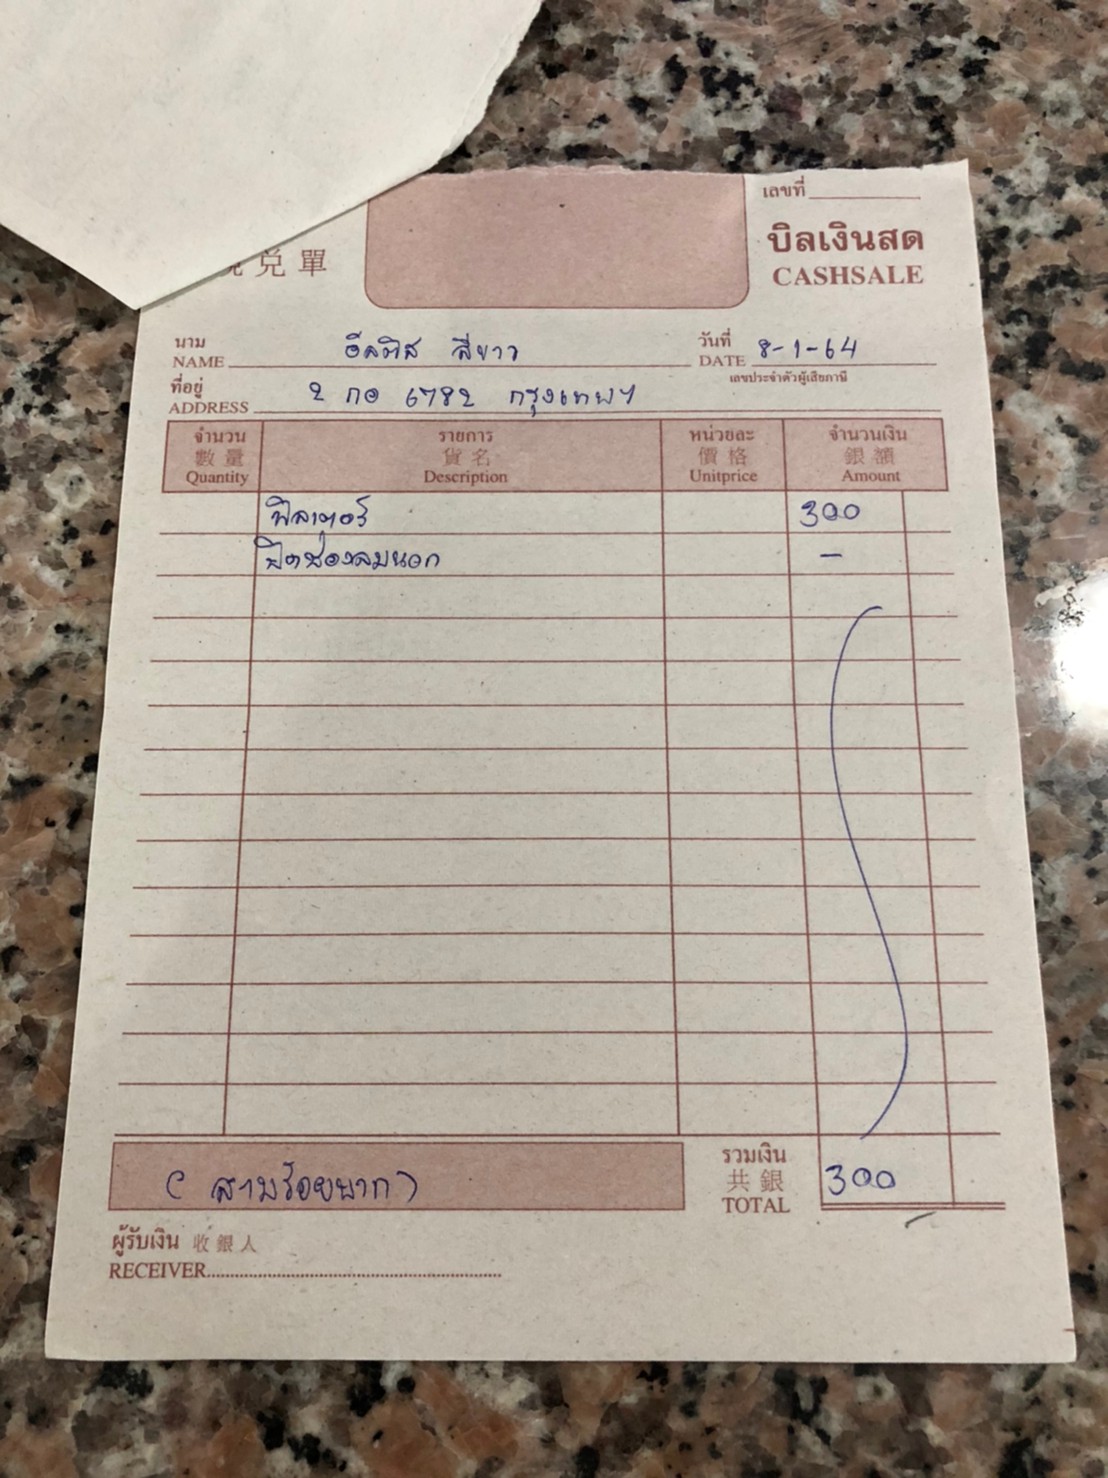 兌單
เลขที่
บิลเงินสด
CASHSALE
นาม
NAME อัลติส สีขาว
วันที่
DATE 8-1-64
เลขประจำตัวผู้เสียภาษี
ที่อยู่
ADDRESS 2 กอ 6782 กรุงเทพฯ
จำนวน รายการ หน่วยละ จำนวนเงิน
數量 貨名 價格 銀額
Quantity Description Unitprice Amount
ฟิลเตอร์ 300
ปิดช่องลมนอก –
(สามร้อยบาท)
รวมเงิน
共銀
TOTAL 300
ผู้รับเงิน 收銀人
RECEIVER